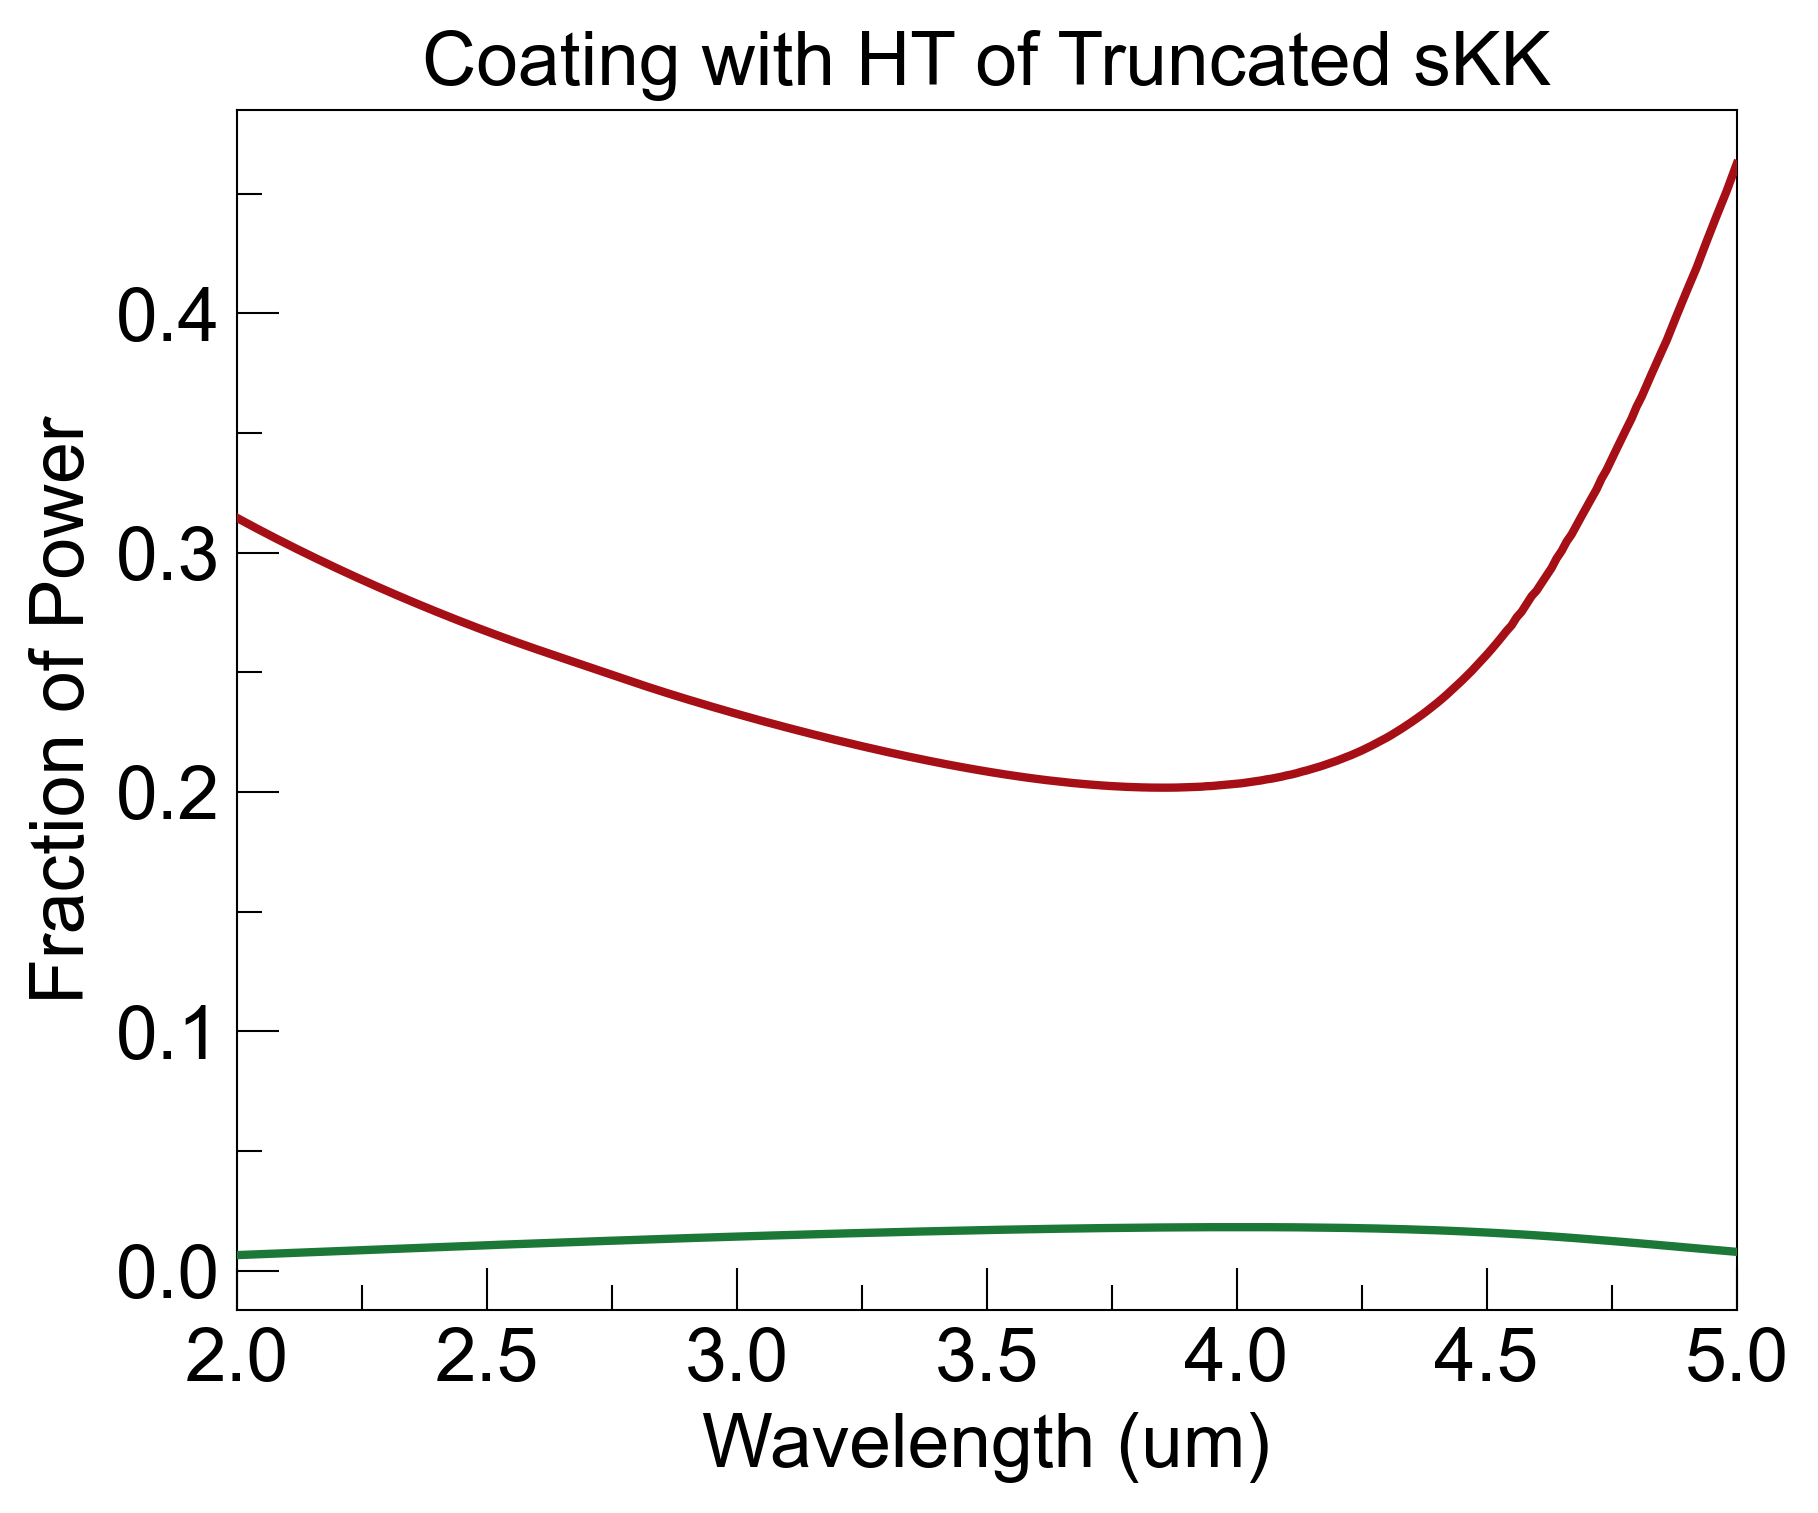 Coating with HT of Truncated sKK
Fraction of Power
0.4
0.3
0.2
0.1
0.0
2.0 2.5 3.0 3.5 4.0 4.5 5.0
Wavelength (um)